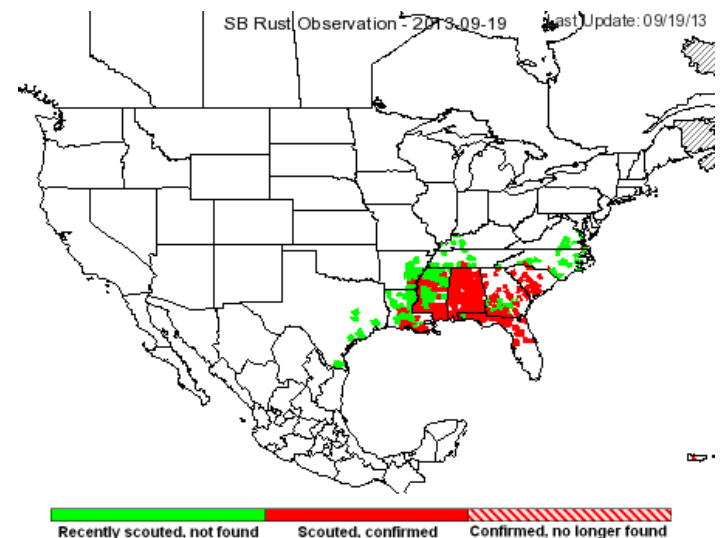 SB Rust Observation - 2013-09-19 Last Update: 09/19/13
Recently scouted, not found Scouted, confirmed Confirmed, no longer found